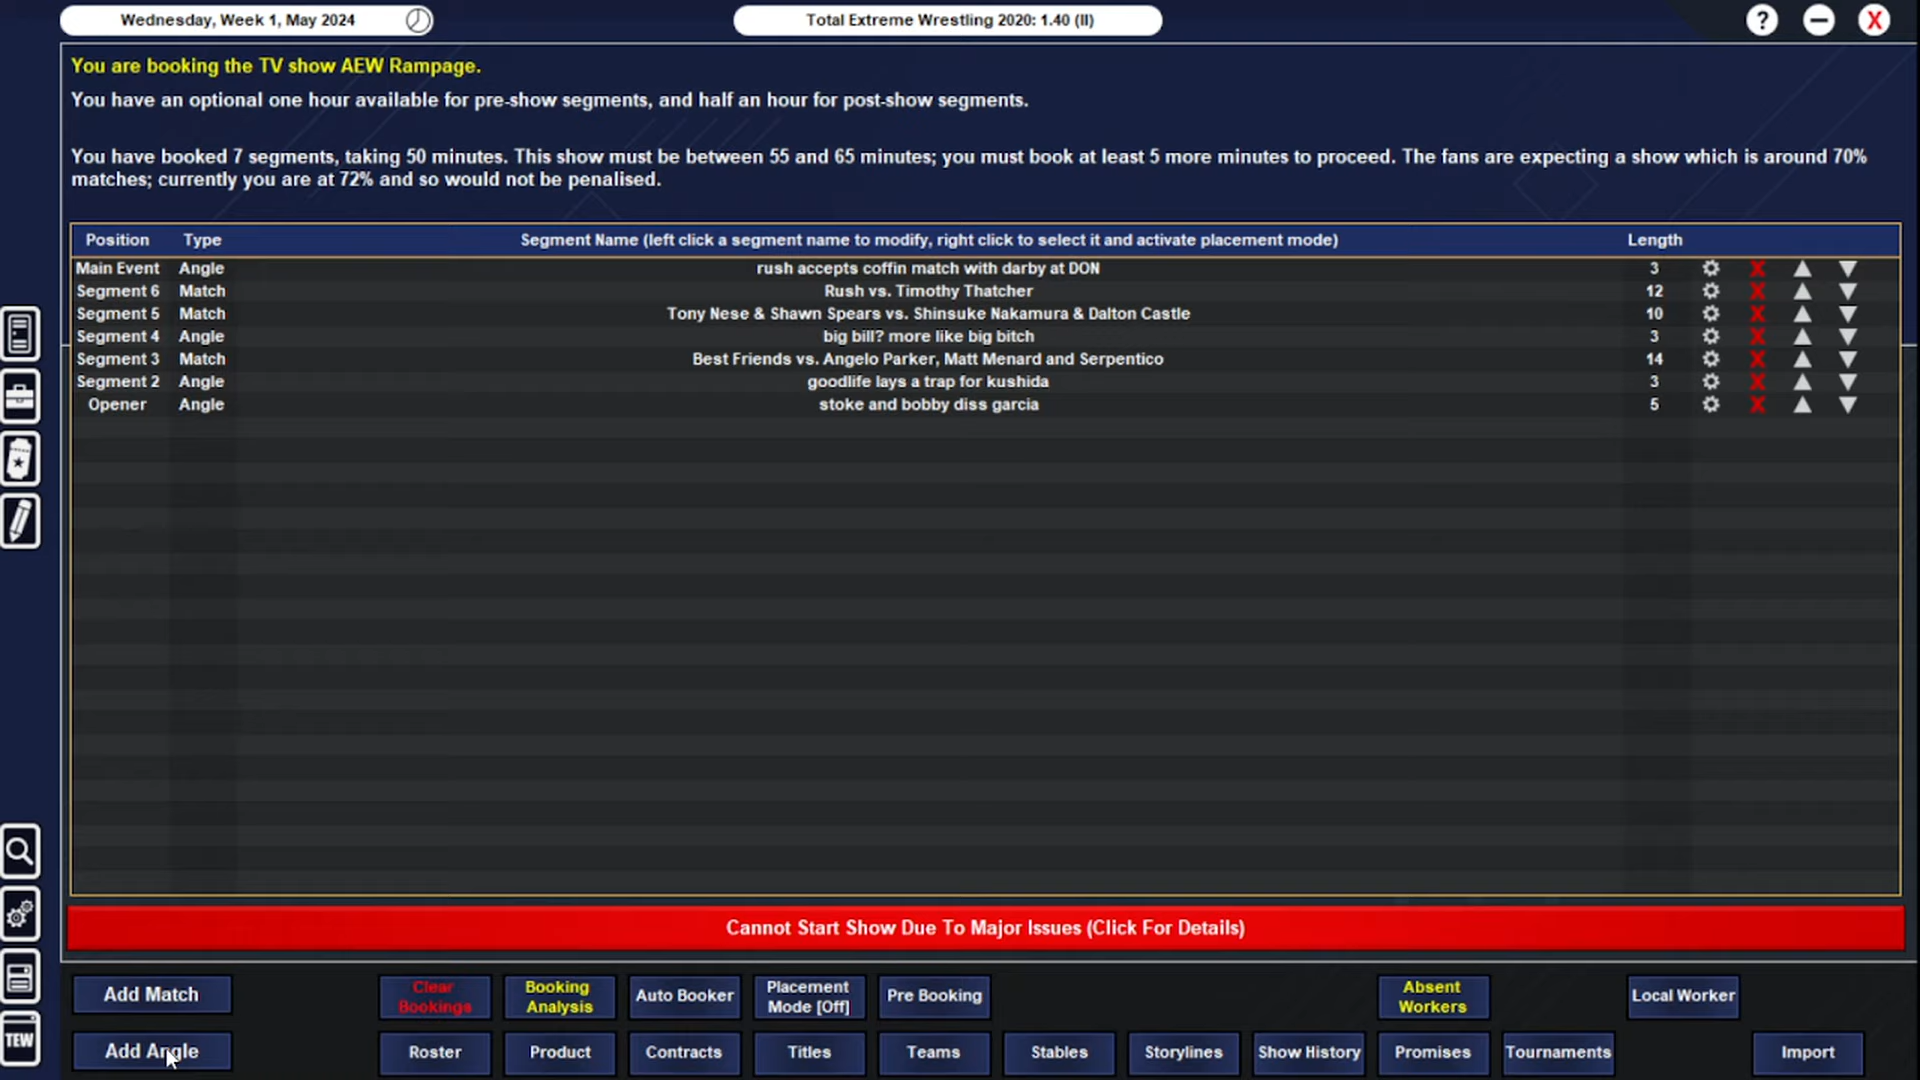 Wednesday, Week 1, May 2024
Total Extreme Wrestling 2020: 1.40 (II)
?
X
You are booking the TV show AEW Rampage.
You have an optional one hour available for pre-show segments, and half an hour for post-show segments.
You have booked 7 segments, taking 50 minutes. This show must be between 55 and 65 minutes; you must book at least 5 more minutes to proceed. The fans are expecting a show which is around 70%
matches; currently you are at 72% and so would not be penalised.
Position Type Segment Name (left click a segment name to modify, right click to select it and activate placement mode) Length
Main Event Angle rush accepts coffin match with darby at DON 3 X
Segment 6 Match Rush vs. Timothy Thatcher 12 X
Segment 5 Match Tony Nese & Shawn Spears vs. Shinsuke Nakamura & Dalton Castle 10 X
Segment 4 Angle big bill? more like big bitch 3 X
Segment 3 Match Best Friends vs. Angelo Parker, Matt Menard and Serpentico 14 X
Segment 2 Angle goodlife lays a trap for kushida 3 X
Opener Angle stoke and bobby diss garcia 5 X
Cannot Start Show Due To Major Issues (Click For Details)
Add Match
Clear Bookings
Booking Analysis
Auto Booker
Placement Mode [Off]
Pre Booking
Absent Workers
Local Worker
TEW
Add Angle
Roster
Product
Contracts
Titles
Teams
Stables
Storylines
Show History
Promises
Tournaments
Import